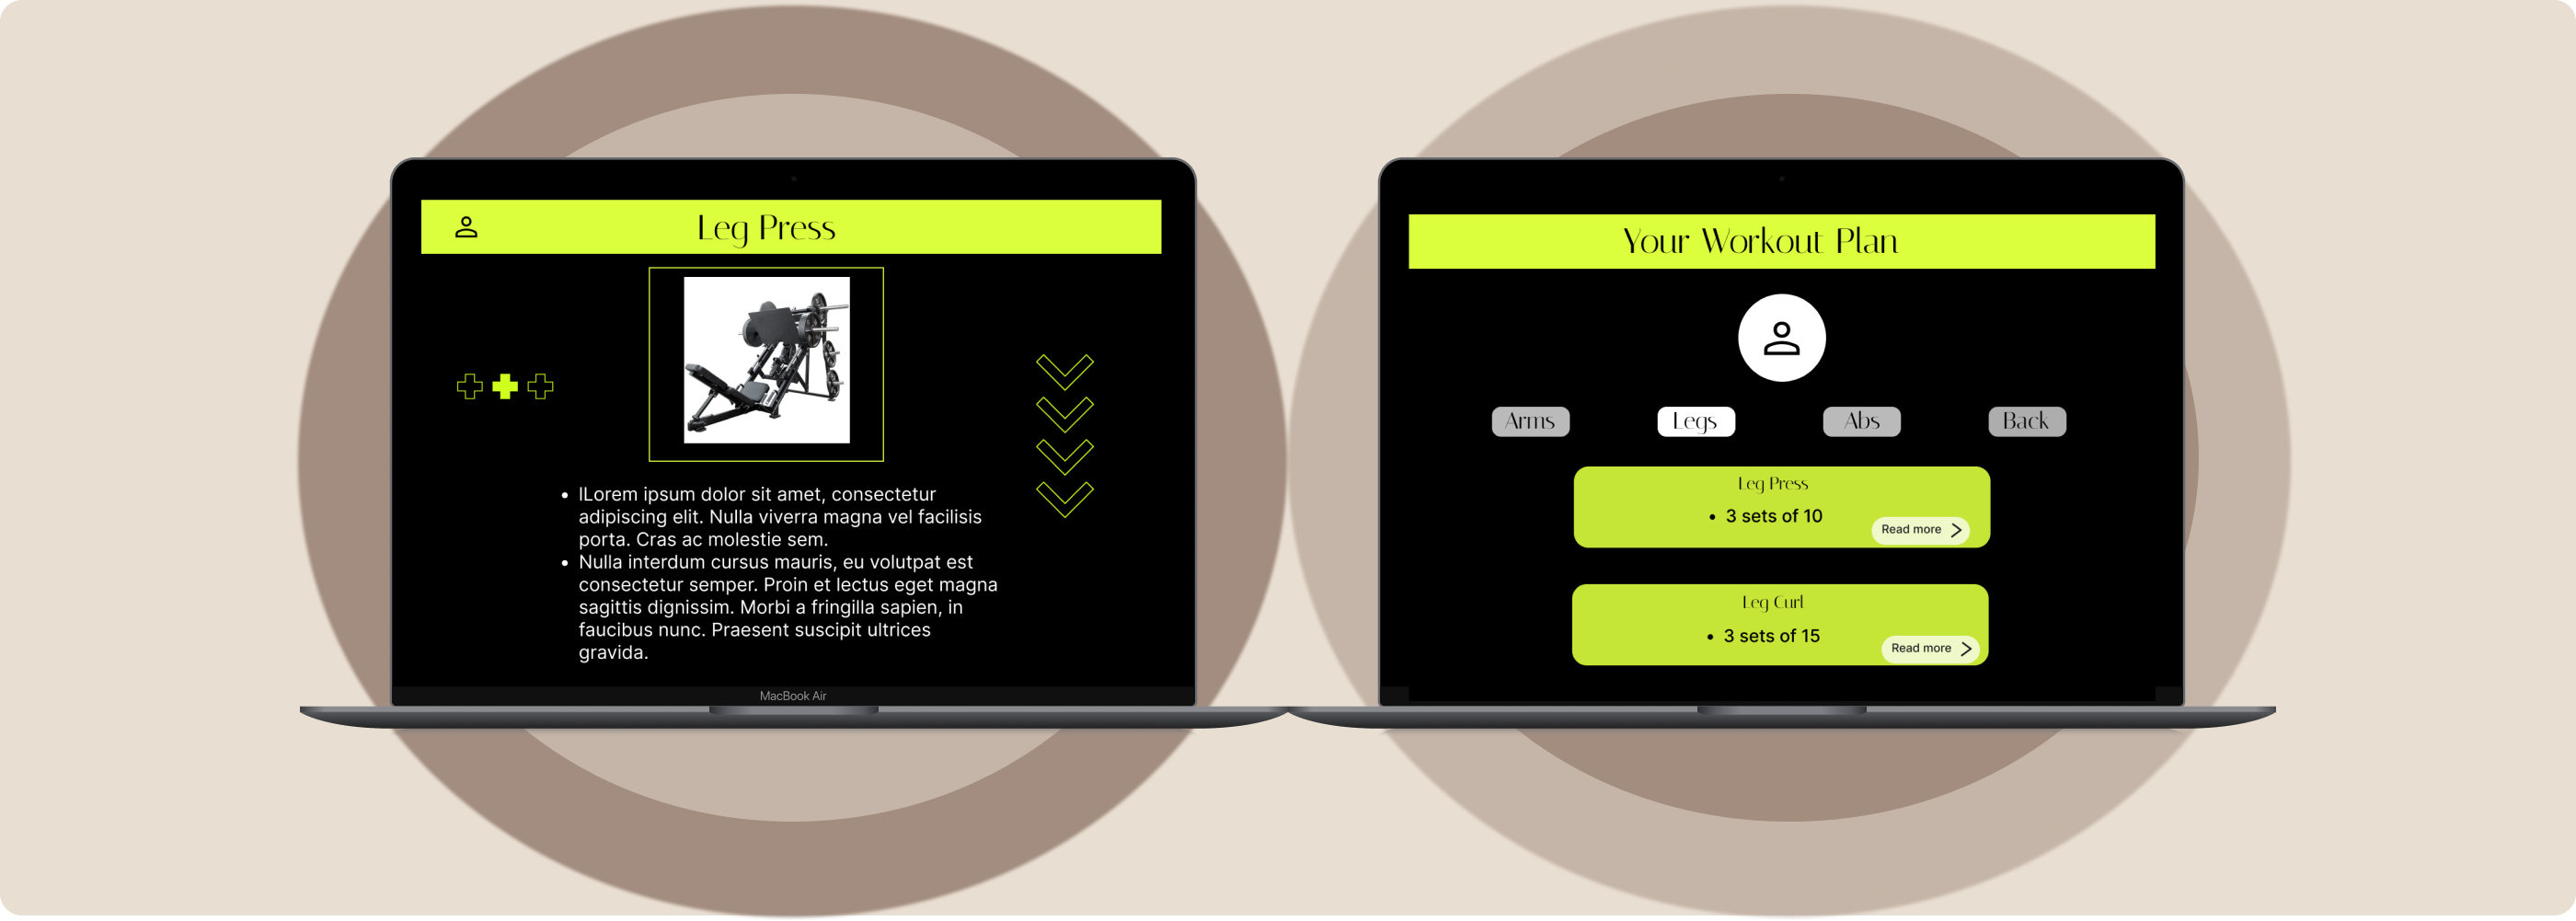 Leg Press
• lLorem ipsum dolor sit amet, consectetur
adipiscing elit. Nulla viverra magna vel facilisis
porta. Cras ac molestie sem.
• Nulla interdum cursus mauris, eu volutpat est
consectetur semper. Proin et lectus eget magna
sagittis dignissim. Morbi a fringilla sapien, in
faucibus nunc. Praesent suscipit ultrices
gravida.
MacBook Air
Your Workout Plan
Arms Legs Abs Back
Leg Press
• 3 sets of 10
Read more
Leg Curl
• 3 sets of 15
Read more